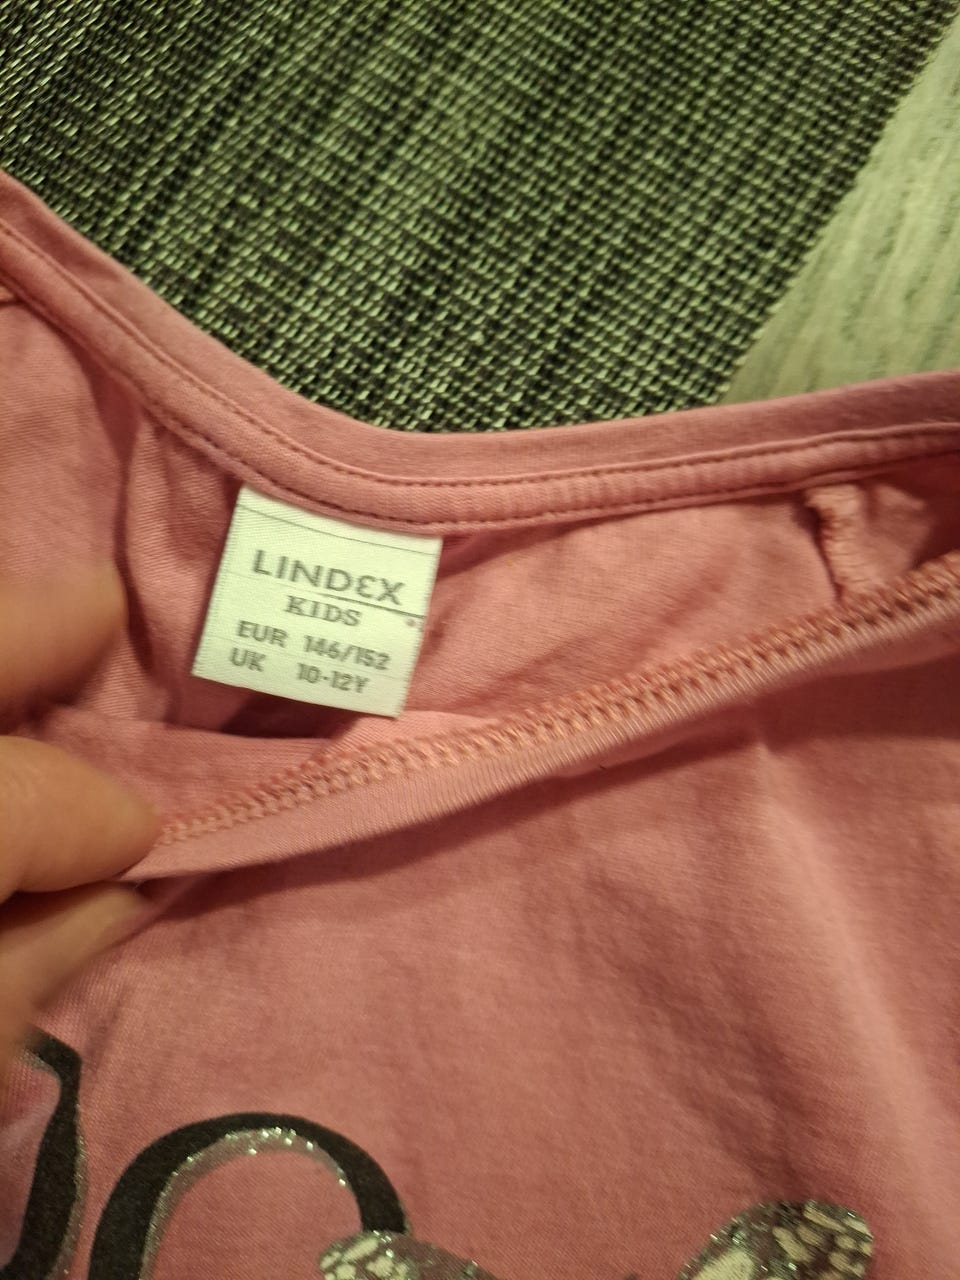 LINDEX
KIDS
EUR 146/152
UK 10-12Y